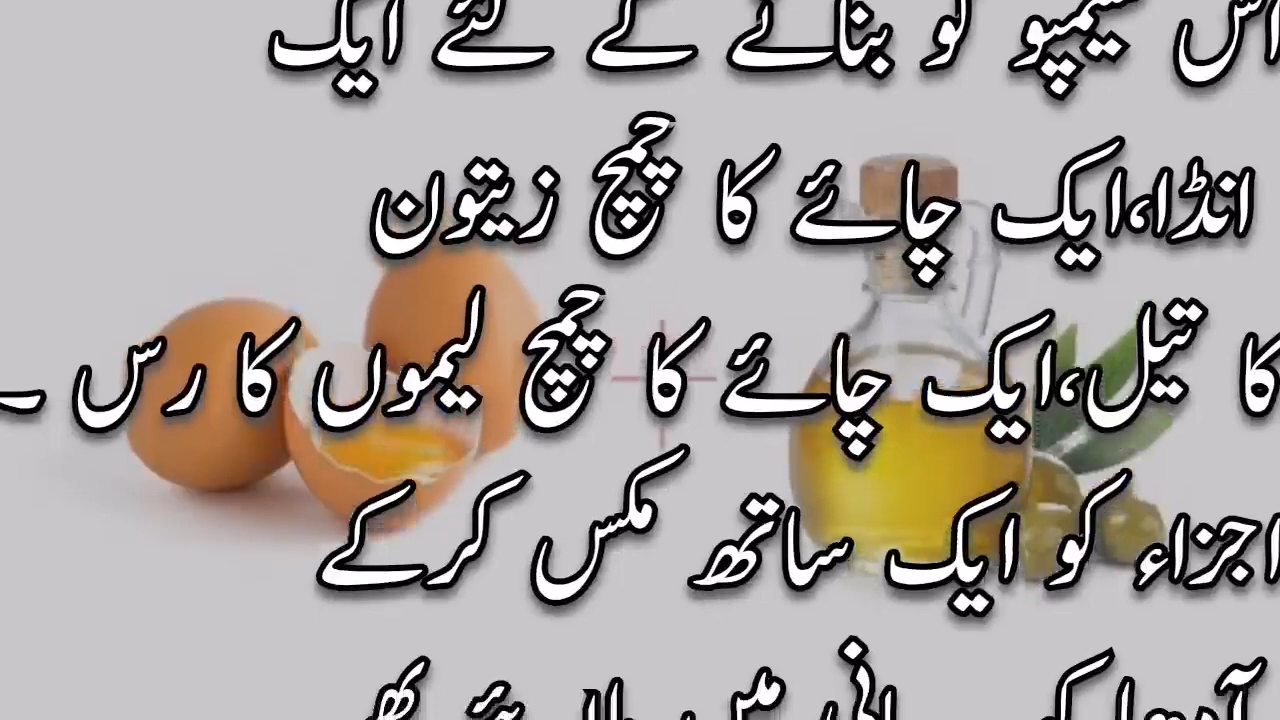 اس شیمپو کو بنانے کے لئے ایک
انڈا،ایک چائے کا چمچ زیتون
کا تیل،ایک چائے کا چمچ لیموں کا رس ۔
اجزاء کو ایک ساتھ مکس کرکے
میں